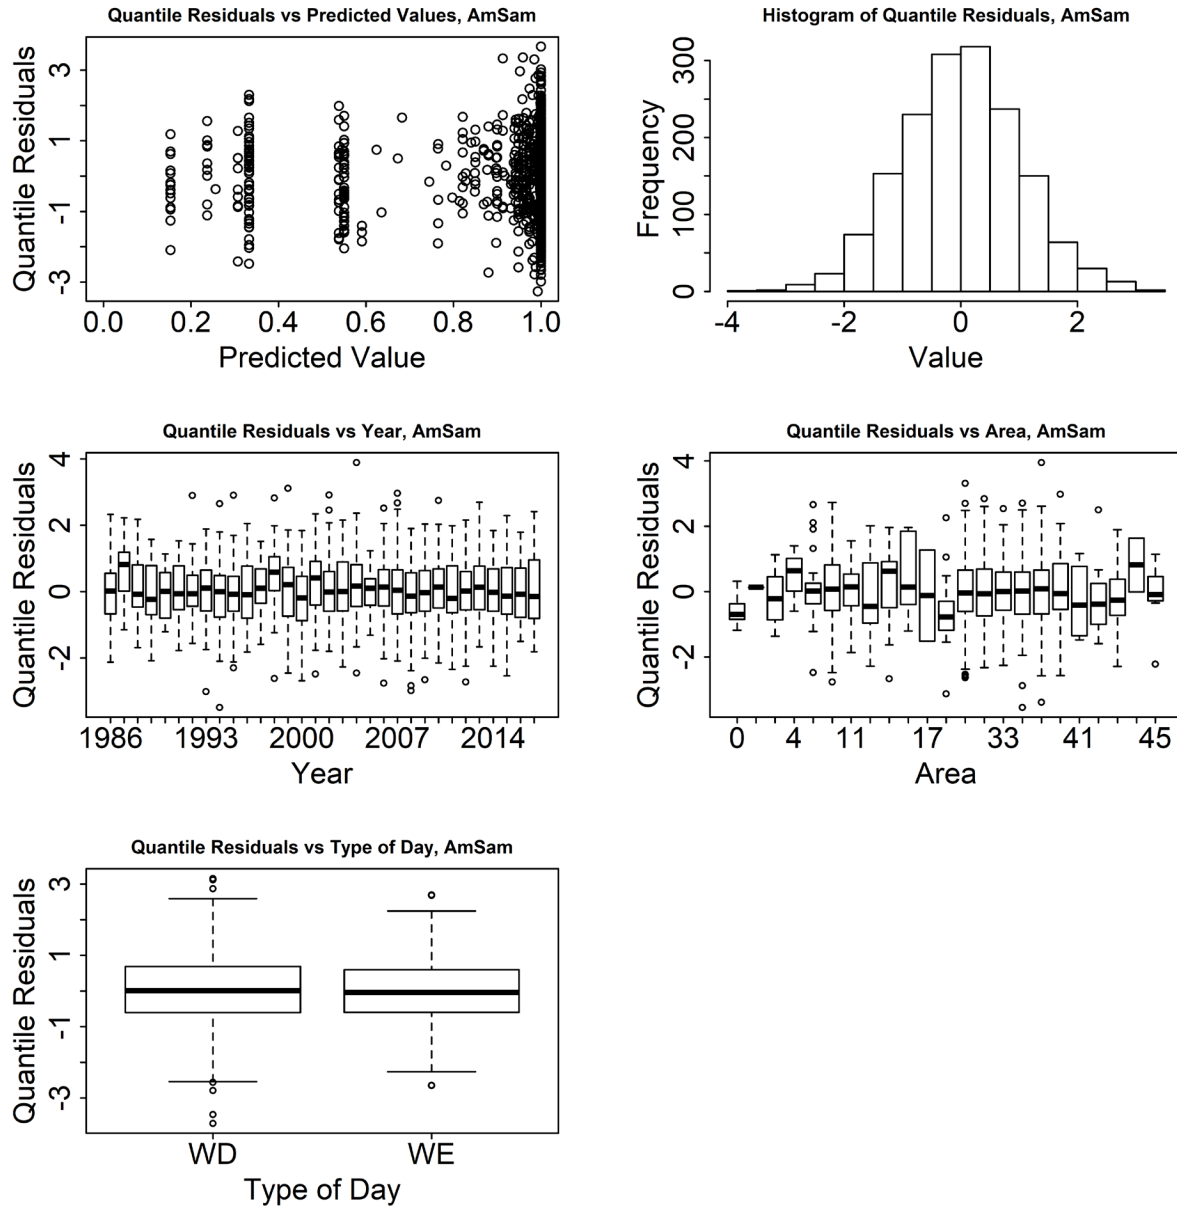 Quantile Residuals vs Predicted Values, AmSam
Quantile Residuals
3
1
-1
-3
0.0 0.2 0.4 0.6 0.8 1.0
Predicted Value
Histogram of Quantile Residuals, AmSam
Frequency
300
200
100
0
-4 -2 0 2
Value
Quantile Residuals vs Year, AmSam
Quantile Residuals
4
2
0
-2
1986 1993 2000 2007 2014
Year
Quantile Residuals vs Area, AmSam
Quantile Residuals
4
2
0
-2
0 4 11 17 33 41 45
Area
Quantile Residuals vs Type of Day, AmSam
Quantile Residuals
3
1
-1
-3
WD WE
Type of Day